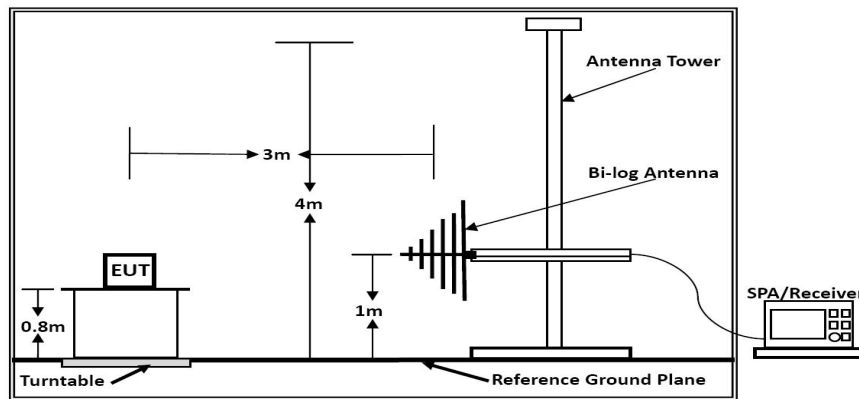 Antenna Tower
3m
Bi-log Antenna
4m
EUT
SPA/Receiver
0.8m
1m
Turntable
Reference Ground Plane